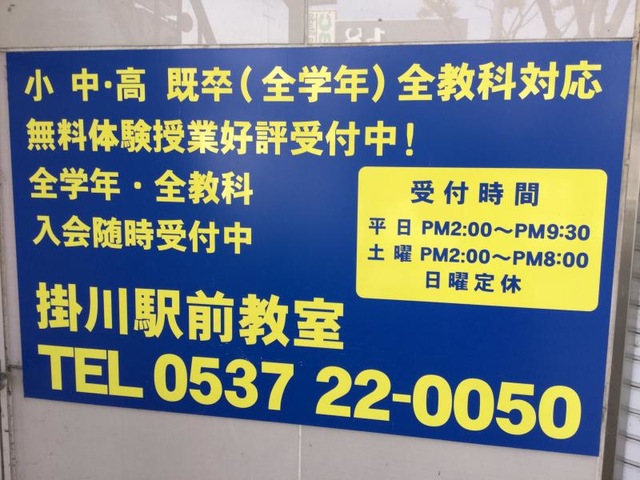 小 中・高 既卒(全学年)全教科対応
無料体験授業好評受付中!
全学年・全教科
入会随時受付中
受付時間
平日 PM2:00〜PM9:30
土曜 PM2:00〜PM8:00
日曜定休
掛川駅前教室
TEL 0537 22-0050